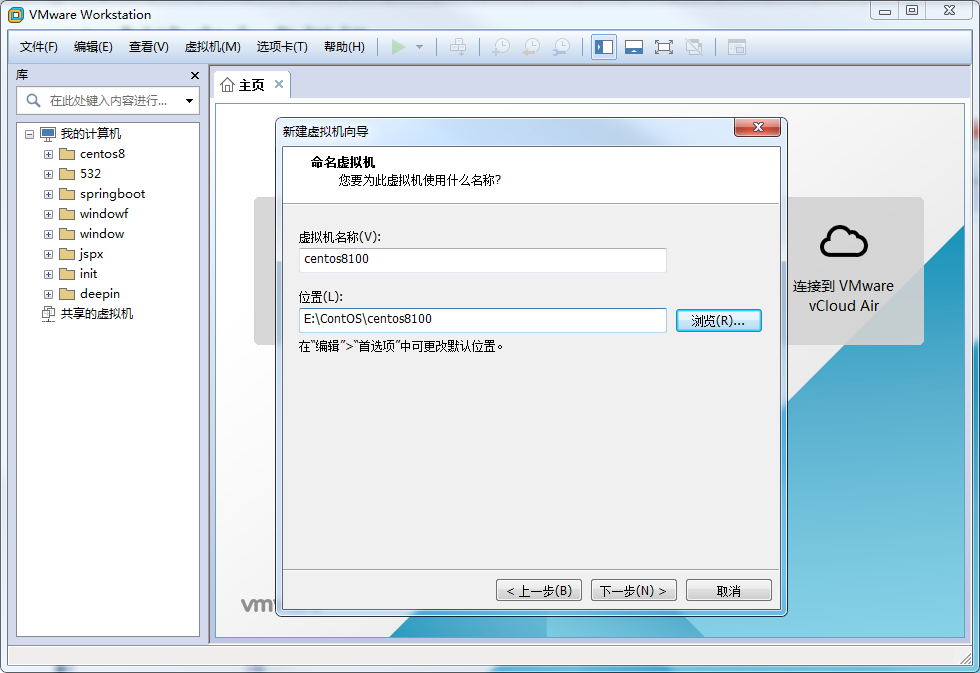 VMware Workstation
文件(F) 编辑(E) 查看(V) 虚拟机(M) 选项卡(T) 帮助(H)
库
在此处键入内容进行...
我的计算机
centos8
532
springboot
windowf
window
jspx
init
deepin
共享的虚拟机
主页
新建虚拟机向导
命名虚拟机
您要为此虚拟机使用什么名称?
虚拟机名称(V):
centos8100
位置(L):
E:\ContOS\centos8100
浏览(R)...
在“编辑”>“首选项”中可更改默认位置。
< 上一步(B) 下一步(N) > 取消
连接到 VMware
vCloud Air